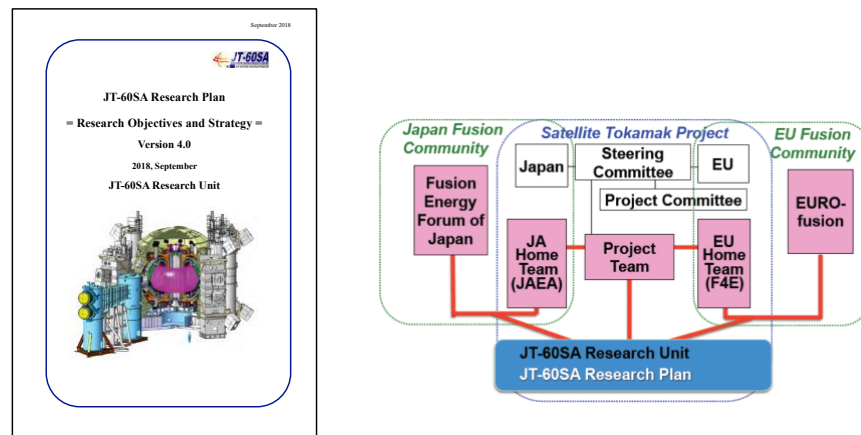 September 2018
JT-60SA
JT-60SA Research Plan
= Research Objectives and Strategy =
Version 4.0
2018, September
JT-60SA Research Unit
Japan Fusion
Community
Satellite Tokamak Project
EU Fusion
Community
Japan
Steering
Committee
EU
Project Committee
Fusion
Energy
Forum of
Japan
EURO-
fusion
JA
Home
Team
(JAEA)
Project
Team
EU
Home
Team
(F4E)
JT-60SA Research Unit
JT-60SA Research Plan